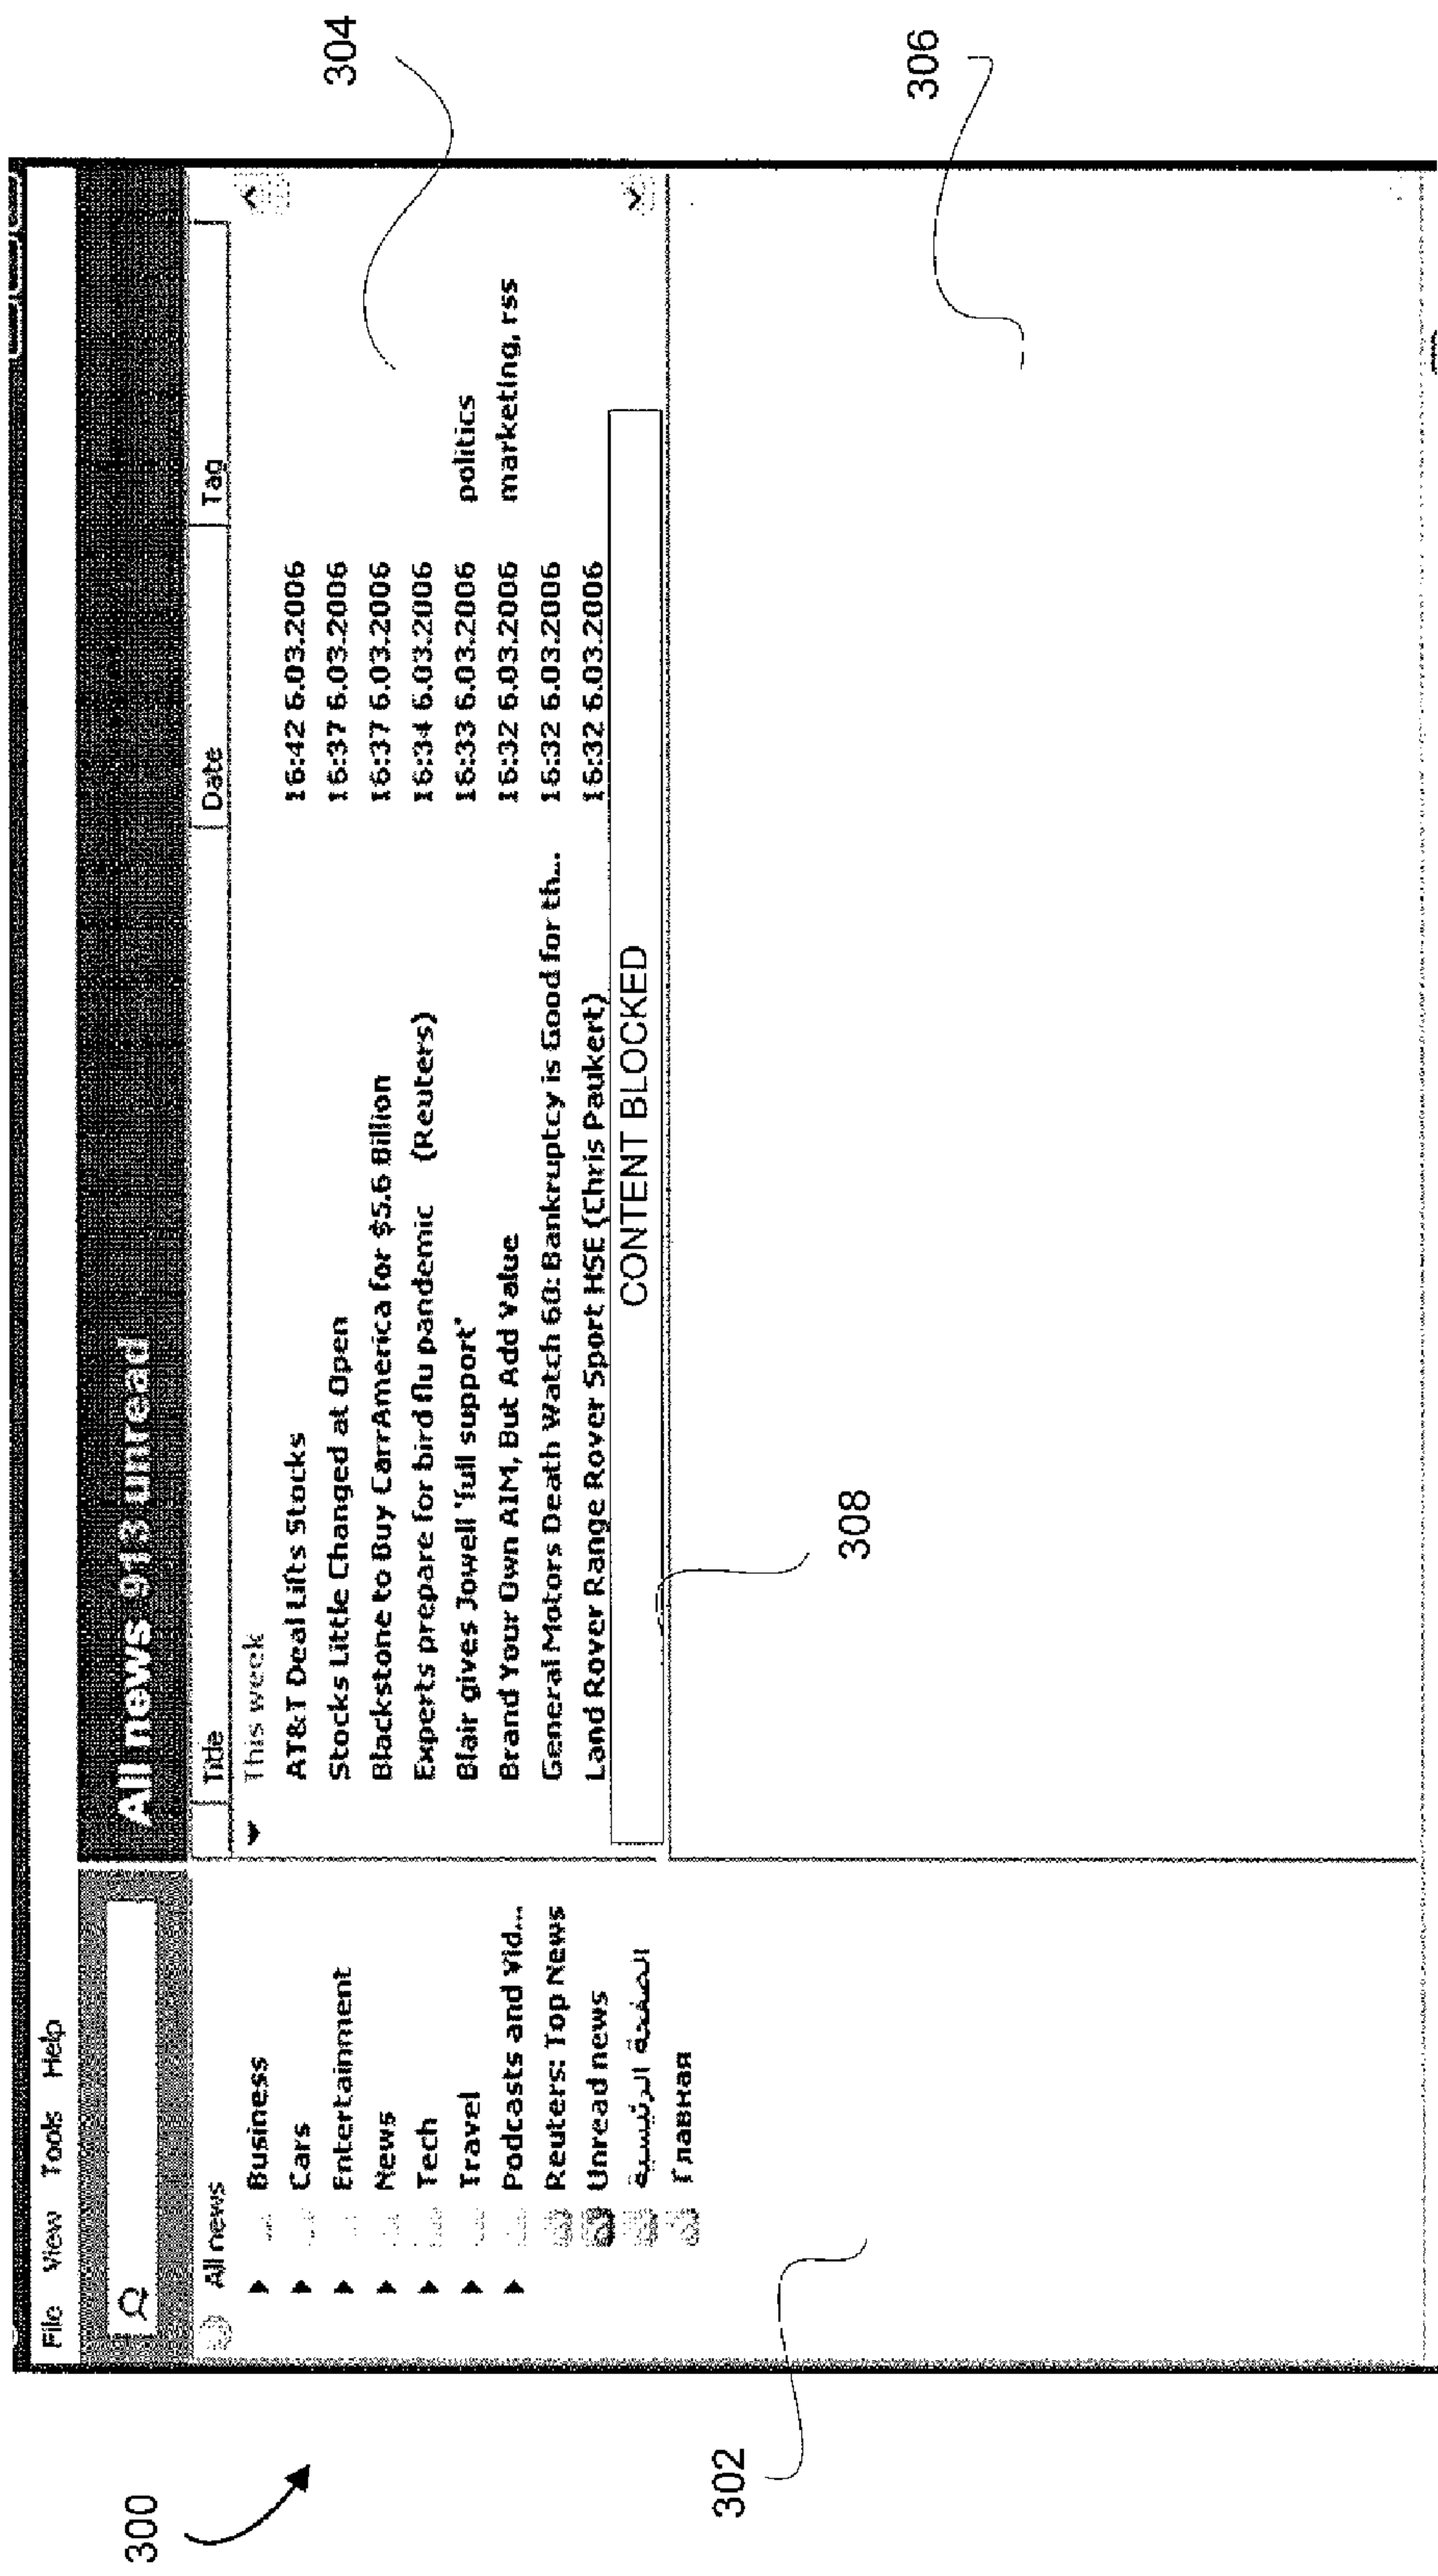 300
File View Tools Help
All news 913 unread
All news
Business
Cars
Entertainment
News
Tech
Travel
Podcasts and Vid...
Reuters: Top News
Unread news
الصفحة الرئيسية
Главная
Title Date Tag
This week
AT&T Deal Lifts Stocks 16:42 6.03.2006
Stocks Little Changed at Open 16:37 6.03.2006
Blackstone to Buy CarrAmerica for $5.6 Billion 16:37 6.03.2006
Experts prepare for bird flu pandemic (Reuters) 16:34 6.03.2006
Blair gives Jowell 'full support' 16:33 6.03.2006 politics
Brand Your Own AIM, But Add Value 16:32 6.03.2006 marketing, rss
General Motors Death Watch 60: Bankruptcy is Good for th... 16:32 6.03.2006
Land Rover Range Rover Sport HSE (Chris Paukert) 16:32 6.03.2006
CONTENT BLOCKED
304
308
302
306